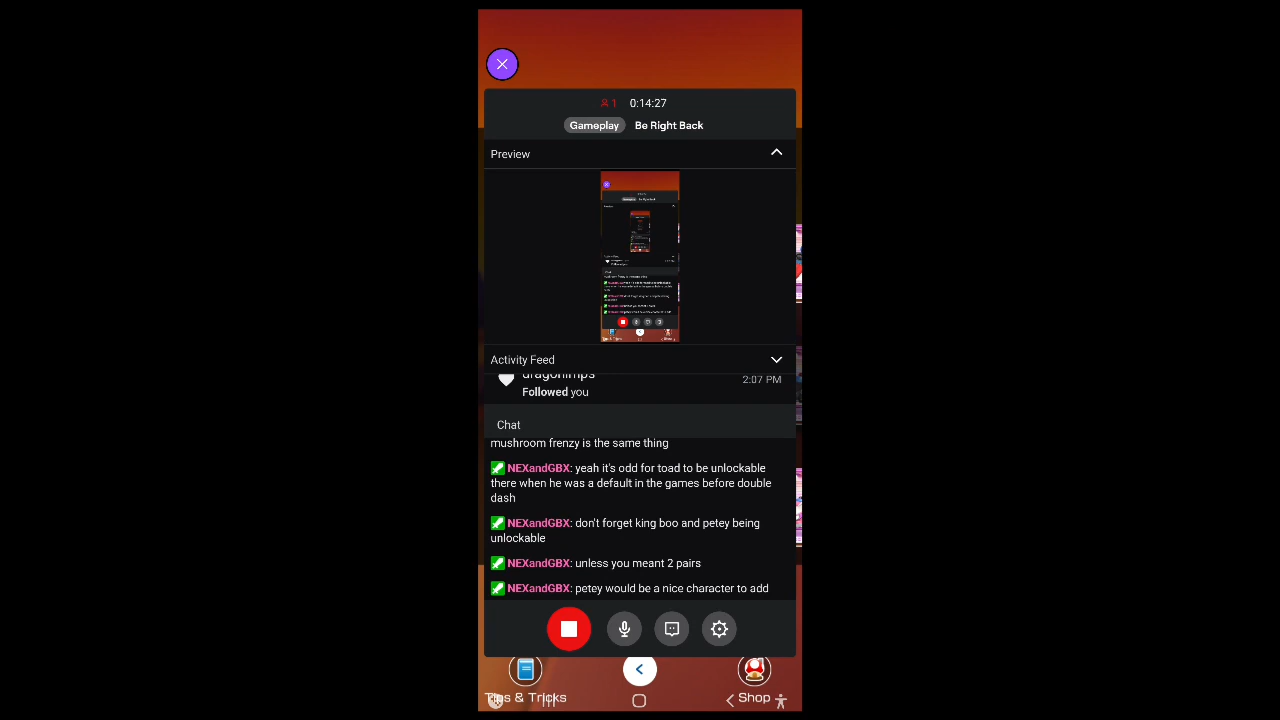 1 0:14:27
Gameplay Be Right Back
Preview
Activity Feed
dragonimps 2:07 PM
Followed you
Chat
mushroom frenzy is the same thing
NEXandGBX: yeah it's odd for toad to be unlockable
there when he was a default in the games before double
dash
NEXandGBX: don't forget king boo and petey being
unlockable
NEXandGBX: unless you meant 2 pairs
NEXandGBX: petey would be a nice character to add
Tips & Tricks Shop